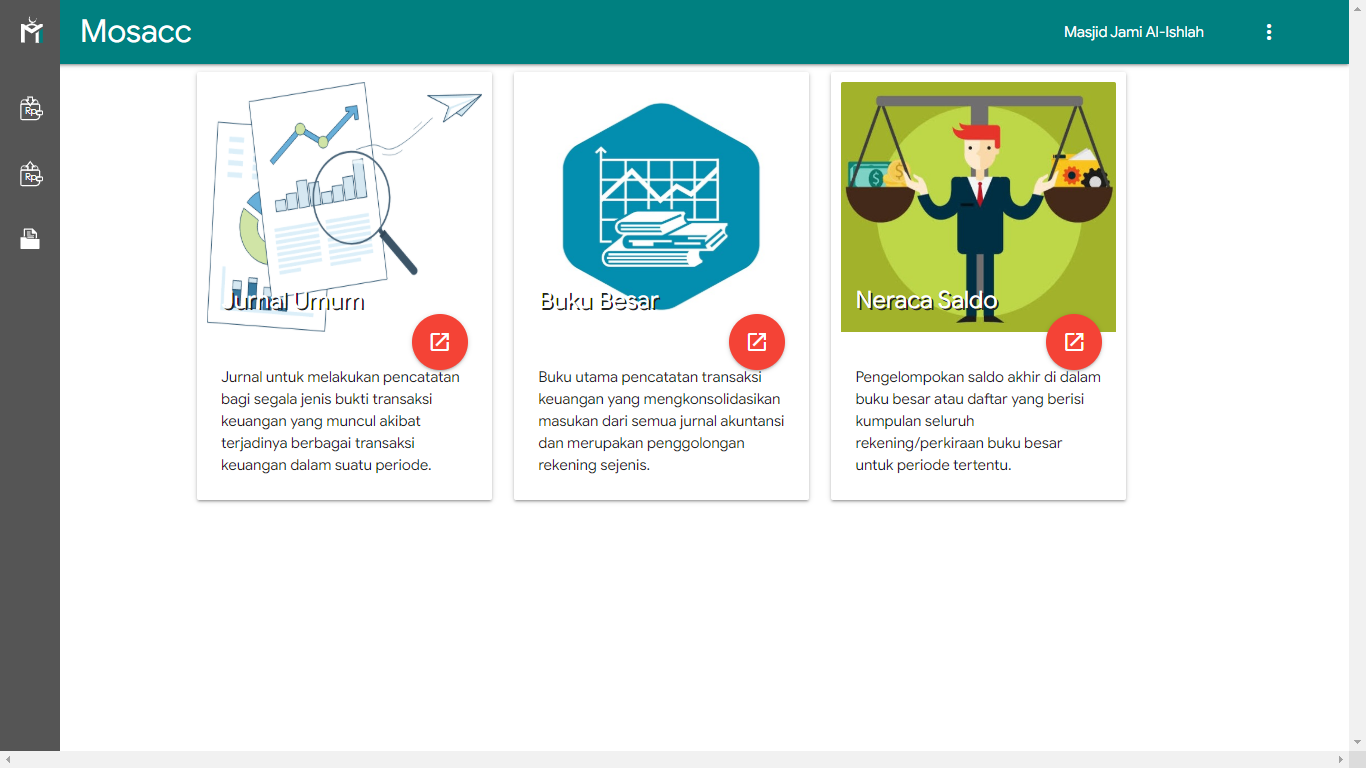 Mosacc
Masjid Jami Al-Ishlah
Rp
Rp
Jurnal Umum
Jurnal untuk melakukan pencatatan
bagi segala jenis bukti transaksi
keuangan yang muncul akibat
terjadinya berbagai transaksi
keuangan dalam suatu periode.
Buku Besar
Buku utama pencatatan transaksi
keuangan yang mengkonsolidasikan
masukan dari semua jurnal akuntansi
dan merupakan penggolongan
rekening sejenis.
$
$
Neraca Saldo
Pengelompokan saldo akhir di dalam
buku besar atau daftar yang berisi
kumpulan seluruh
rekening/perkiraan buku besar
untuk periode tertentu.